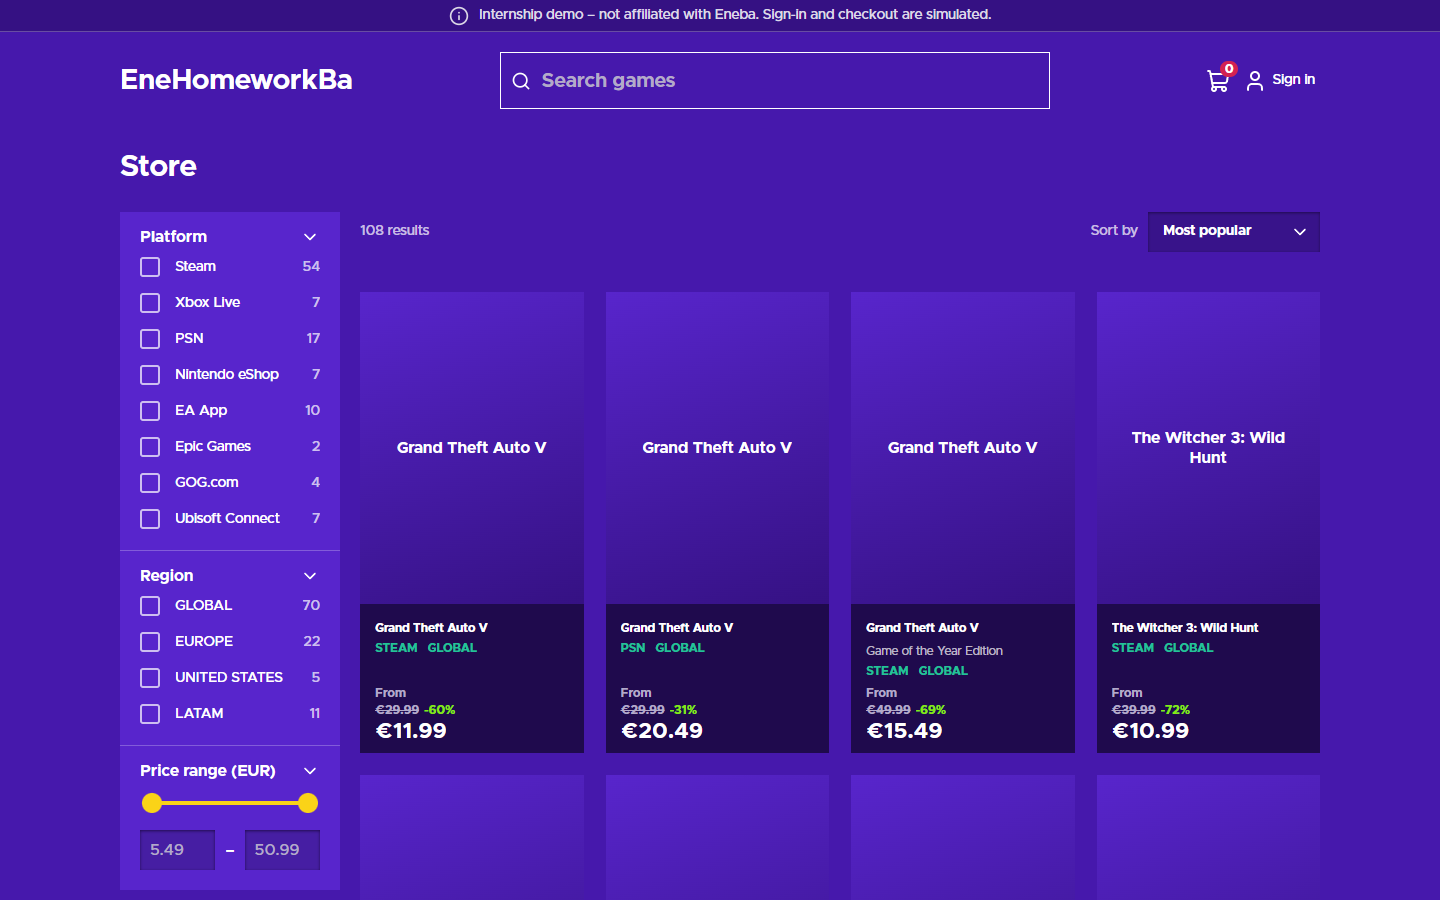 Internship demo – not affiliated with Eneba. Sign-in and checkout are simulated.
EneHomeworkBa
Search games
0
Sign in
Store
Platform
Steam 54
Xbox Live 7
PSN 17
Nintendo eShop 7
EA App 10
Epic Games 2
GOG.com 4
Ubisoft Connect 7
Region
GLOBAL 70
EUROPE 22
UNITED STATES 5
LATAM 11
Price range (EUR)
5.49 – 50.99
108 results
Sort by Most popular
Grand Theft Auto V
Grand Theft Auto V
STEAM GLOBAL
From
€29.99 -60%
€11.99
Grand Theft Auto V
Grand Theft Auto V
PSN GLOBAL
From
€29.99 -31%
€20.49
Grand Theft Auto V
Grand Theft Auto V
Game of the Year Edition
STEAM GLOBAL
From
€49.99 -69%
€15.49
The Witcher 3: Wild
Hunt
The Witcher 3: Wild Hunt
STEAM GLOBAL
From
€39.99 -72%
€10.99